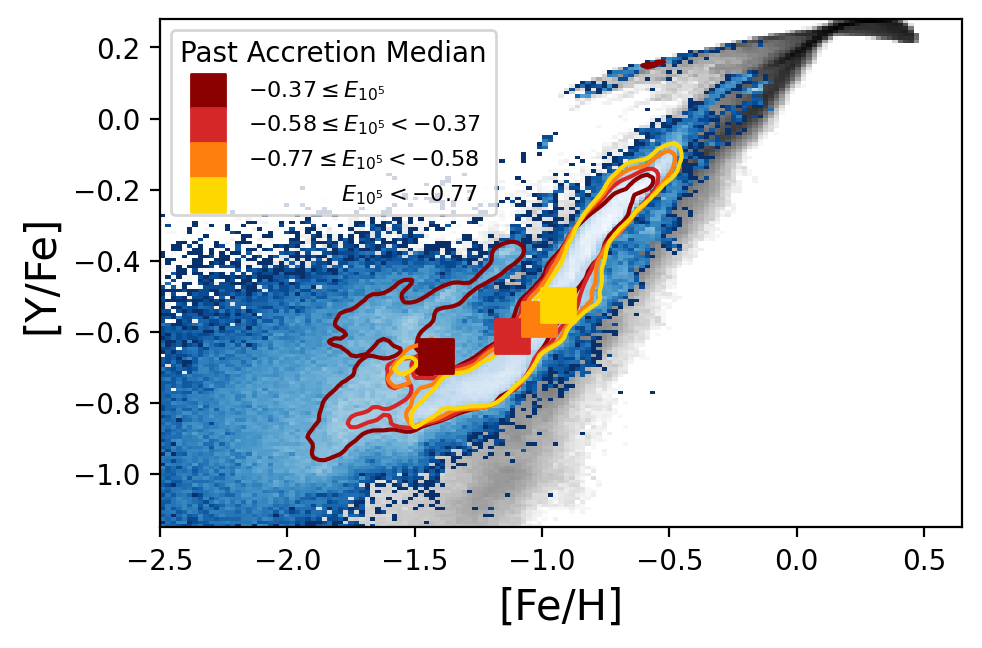 Past Accretion Median
−0.37 ≤ E₁₀⁵
−0.58 ≤ E₁₀⁵ < −0.37
−0.77 ≤ E₁₀⁵ < −0.58
E₁₀⁵ < −0.77
[Y/Fe]
0.2
0.0
−0.2
−0.4
−0.6
−0.8
−1.0
−2.5 −2.0 −1.5 −1.0 −0.5 0.0 0.5
[Fe/H]